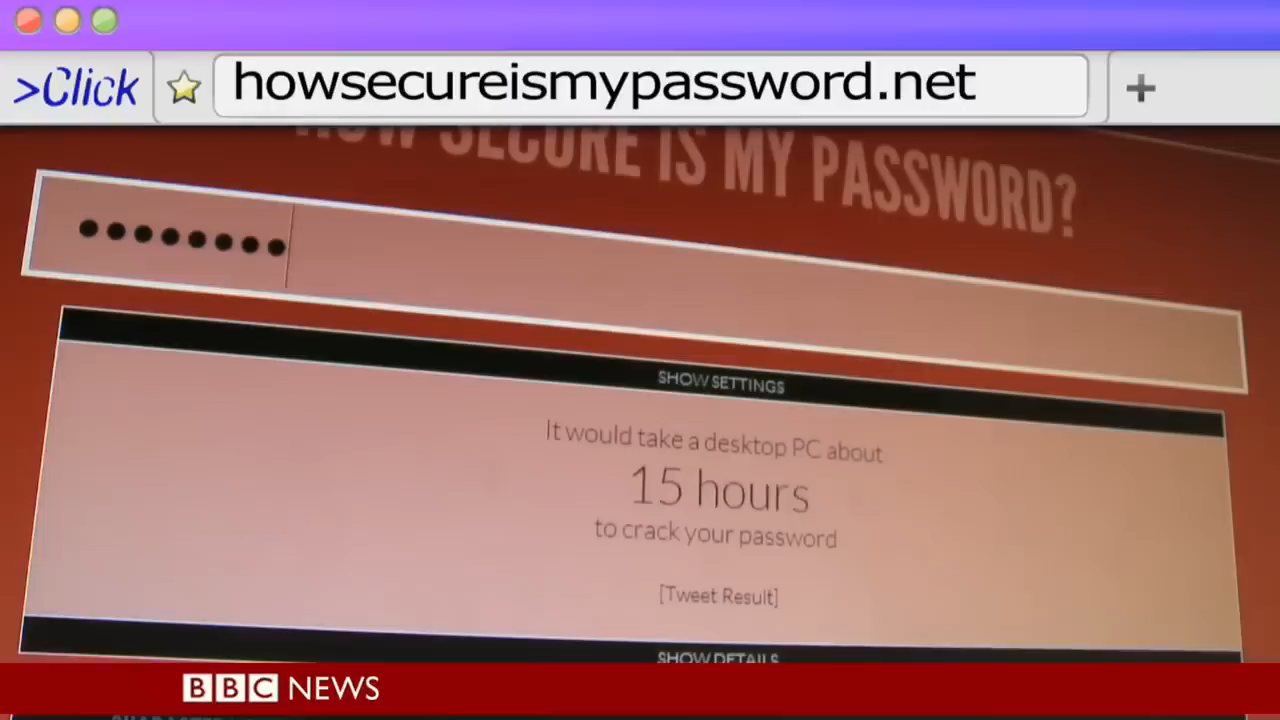 >Click
howsecureismypassword.net
+
HOW SECURE IS MY PASSWORD?
SHOW SETTINGS
It would take a desktop PC about
15 hours
to crack your password
[Tweet Result]
SHOW DETAILS
BBC NEWS